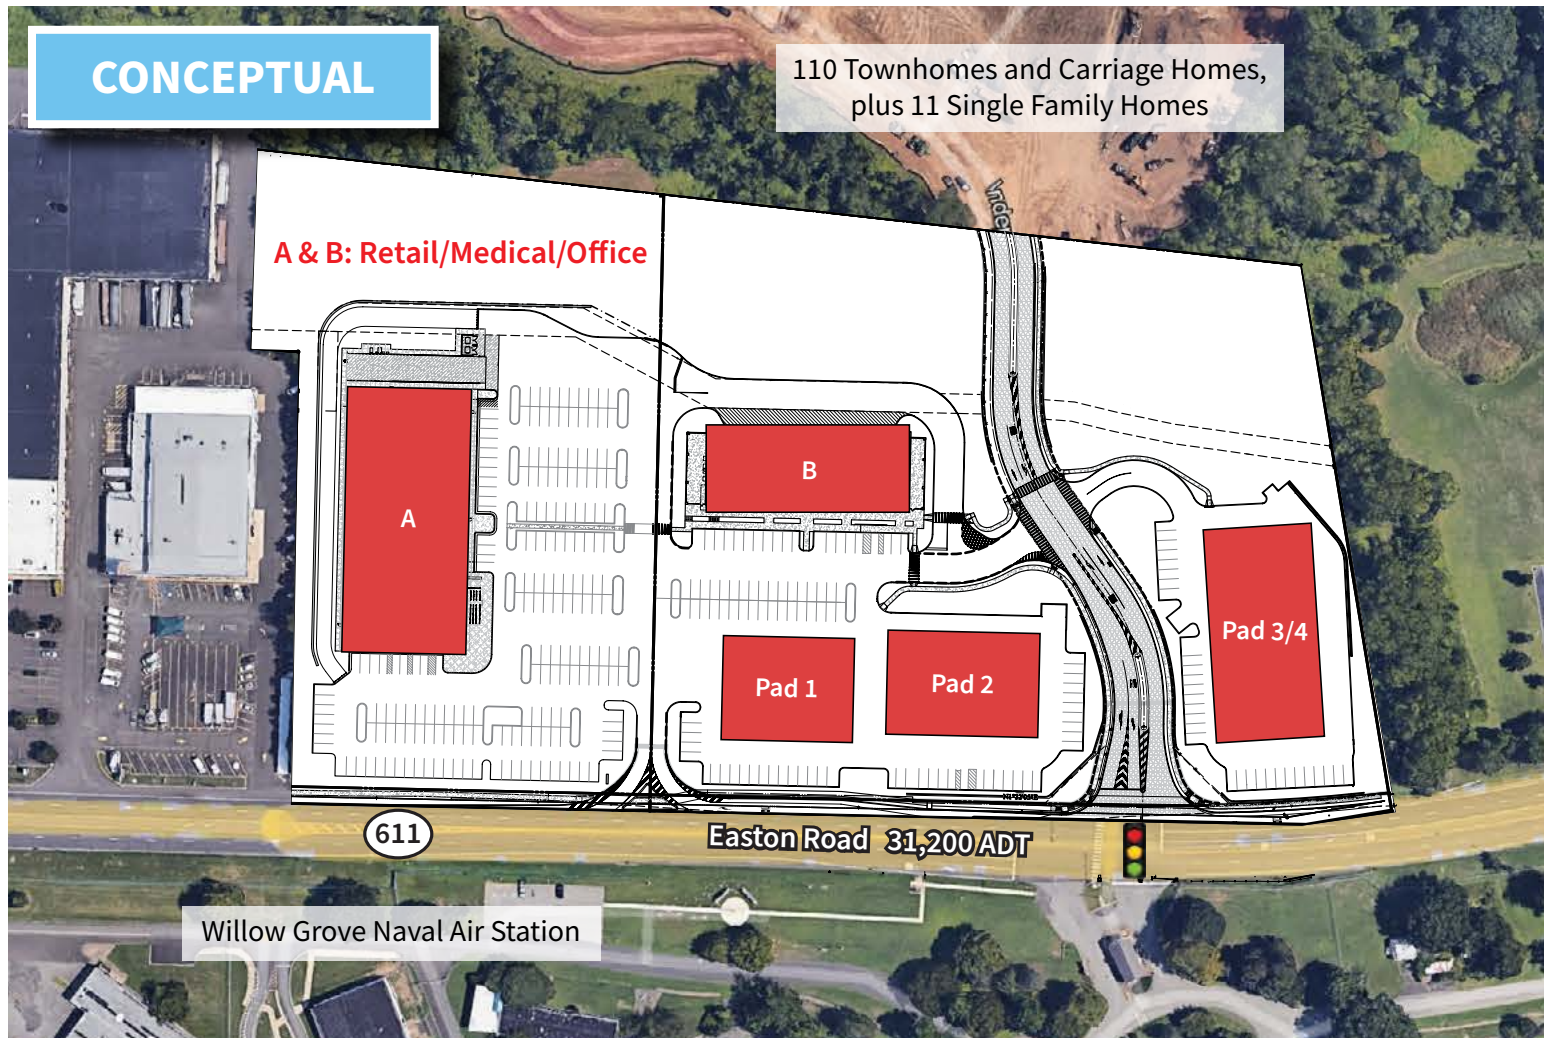 CONCEPTUAL
110 Townhomes and Carriage Homes,
plus 11 Single Family Homes
A & B: Retail/Medical/Office
A
B
Pad 1
Pad 2
Pad 3/4
611
Easton Road 31,200 ADT
Willow Grove Naval Air Station